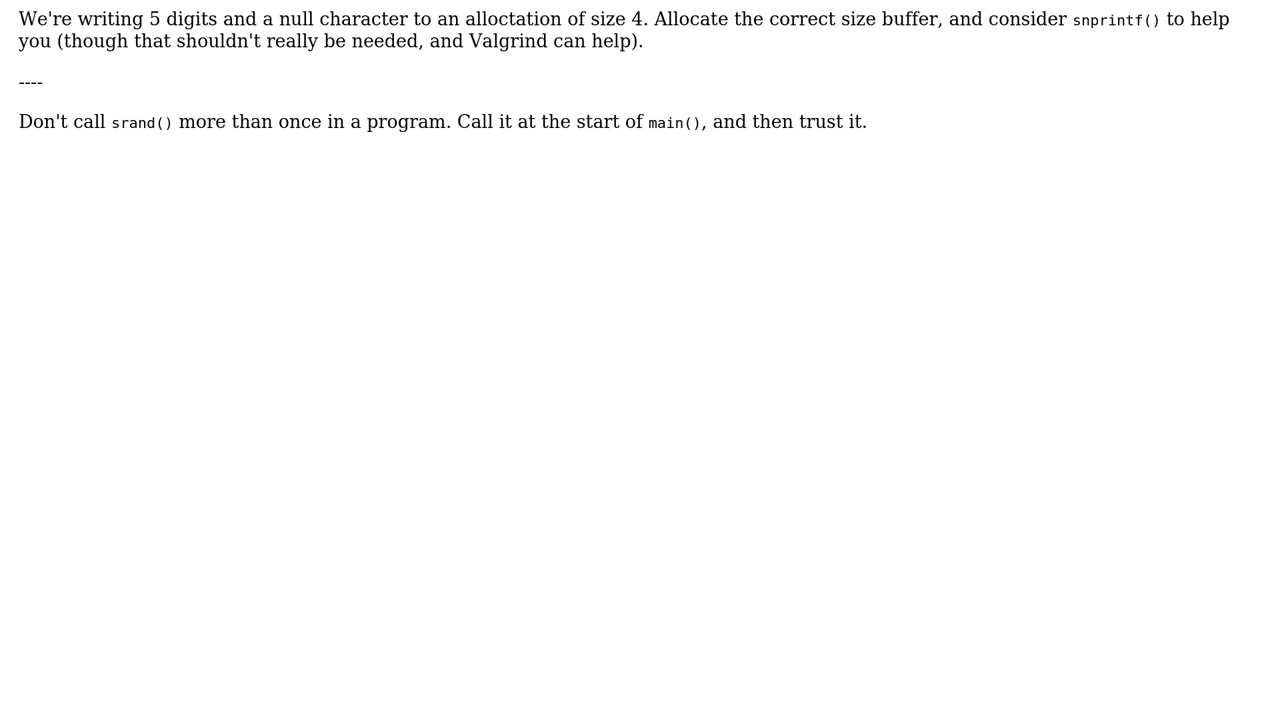 We're writing 5 digits and a null character to an alloctation of size 4. Allocate the correct size buffer, and consider snprintf() to help
you (though that shouldn't really be needed, and Valgrind can help).
----
Don't call srand() more than once in a program. Call it at the start of main(), and then trust it.